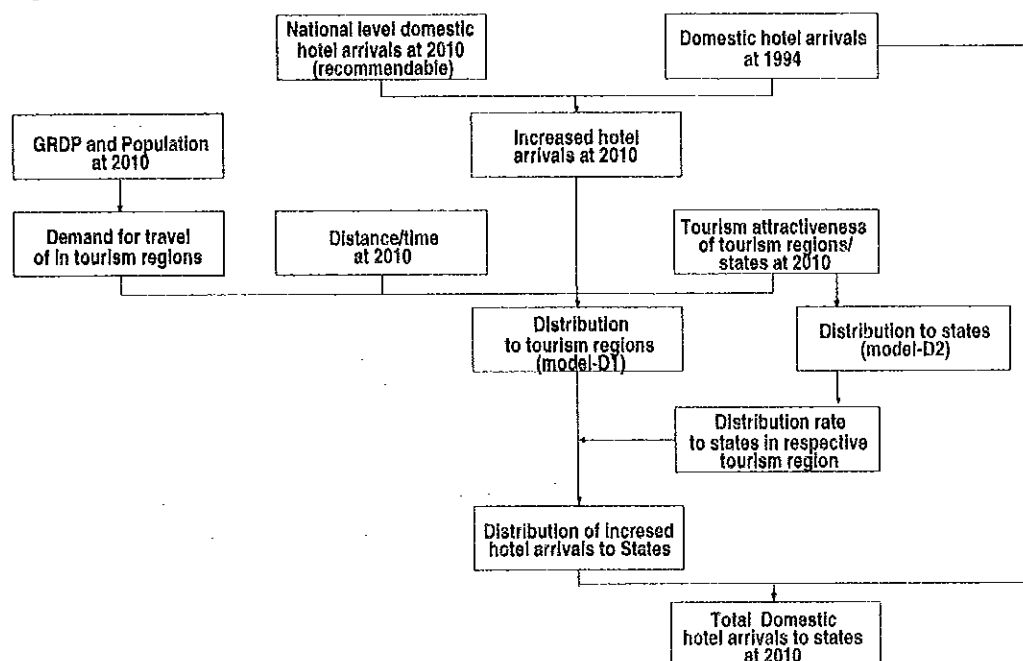 National level domestic
hotel arrivals at 2010
(recommendable)
Domestic hotel arrivals
at 1994
GRDP and Population
at 2010
Increased hotel
arrivals at 2010
Demand for travel
of in tourism regions
Distance/time
at 2010
Tourism attractiveness
of tourism regions/
states at 2010
Distribution
to tourism regions
(model-D1)
Distribution to states
(model-D2)
Distribution rate
to states in respective
tourism region
Distribution of incresed
hotel arrivals to States
Total Domestic
hotel arrivals to states
at 2010